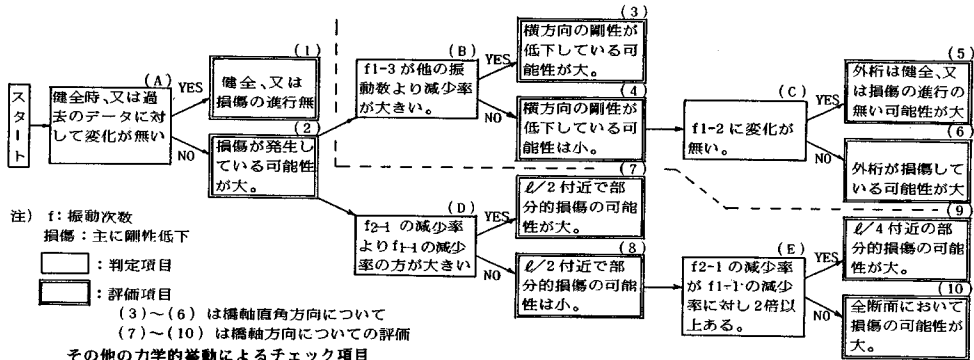 スタート
(A)
健全時、又は過
去のデータに対
して変化が無い
YES
NO
(1)
健全、又は
損傷の進行無
(2)
損傷が発生し
ている可能性
が大。
(B)
f1-3が他の振
動数より減少率
が大きい。
YES
NO
(3)
横方向の剛性が
低下している可
能性が大。
(4)
横方向の剛性が
低下している可
能性は小。
(C)
f1-2に変化が
無い。
YES
NO
(5)
外桁は健全、又
は損傷の進行の
無い可能性が大
(6)
外桁が損傷して
いる可能性が大
(D)
f2-1の減少率
よりf1-1の減少
率の方が大きい
YES
NO
(7)
ℓ/2付近で部
分的損傷の可能
性が大。
(8)
ℓ/2付近で部
分的損傷の可能
性は小。
(E)
f2-1の減少率
がf1-1の減少
率に対し2倍以
上ある。
YES
NO
(9)
ℓ/4付近の部
分的損傷の可能
性が大。
(10)
全断面において
損傷の可能性が
大。
注) f:振動次数
損傷:主に剛性低下
:判定項目
:評価項目
(3)~(6)は橋軸直角方向について
(7)~(10)は橋軸方向についての評価
その他の力学的挙動によるチェック項目